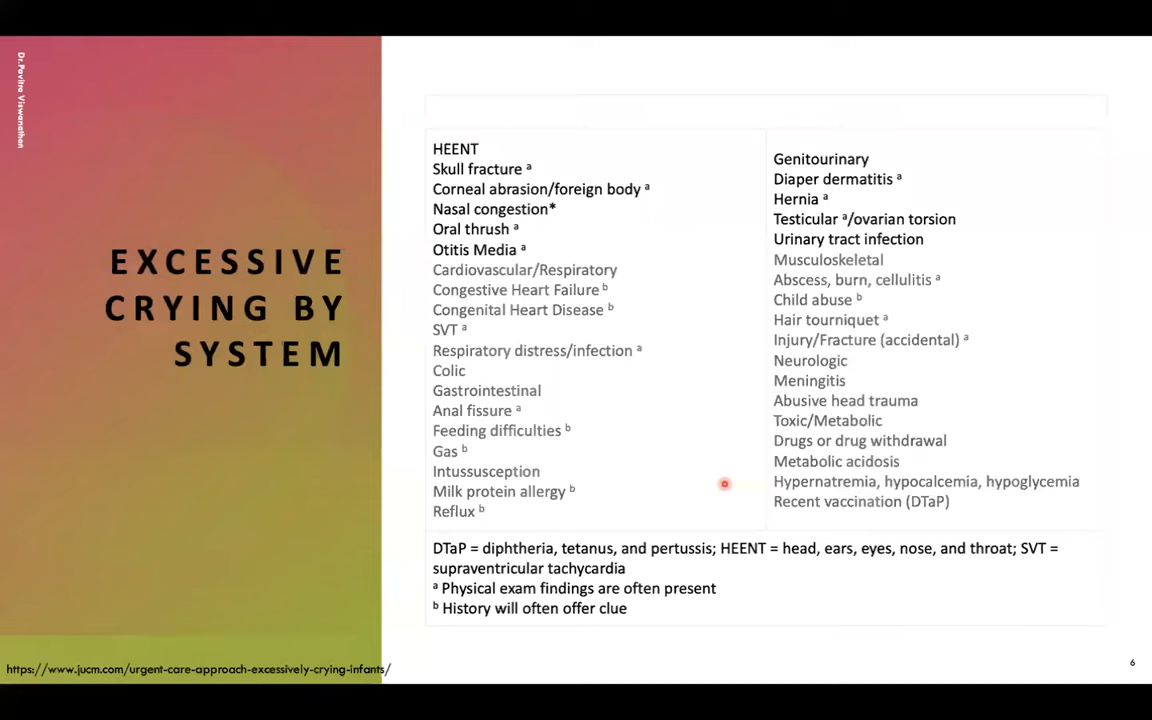 Dr.Pavitra Viswanathan
EXCESSIVE
CRYING BY
SYSTEM
HEENT
Skull fracture ᵃ
Corneal abrasion/foreign body ᵃ
Nasal congestion*
Oral thrush ᵃ
Otitis Media ᵃ
Cardiovascular/Respiratory
Congestive Heart Failure ᵇ
Congenital Heart Disease ᵇ
SVT ᵃ
Respiratory distress/infection ᵃ
Colic
Gastrointestinal
Anal fissure ᵃ
Feeding difficulties ᵇ
Gas ᵇ
Intussusception
Milk protein allergy ᵇ
Reflux ᵇ
Genitourinary
Diaper dermatitis ᵃ
Hernia ᵃ
Testicular ᵃ/ovarian torsion
Urinary tract infection
Musculoskeletal
Abscess, burn, cellulitis ᵃ
Child abuse ᵇ
Hair tourniquet ᵃ
Injury/Fracture (accidental) ᵃ
Neurologic
Meningitis
Abusive head trauma
Toxic/Metabolic
Drugs or drug withdrawal
Metabolic acidosis
Hypernatremia, hypocalcemia, hypoglycemia
Recent vaccination (DTaP)
DTaP = diphtheria, tetanus, and pertussis; HEENT = head, ears, eyes, nose, and throat; SVT =
supraventricular tachycardia
ᵃ Physical exam findings are often present
ᵇ History will often offer clue
https://www.jucm.com/urgent-care-approach-excessively-crying-infants/
6